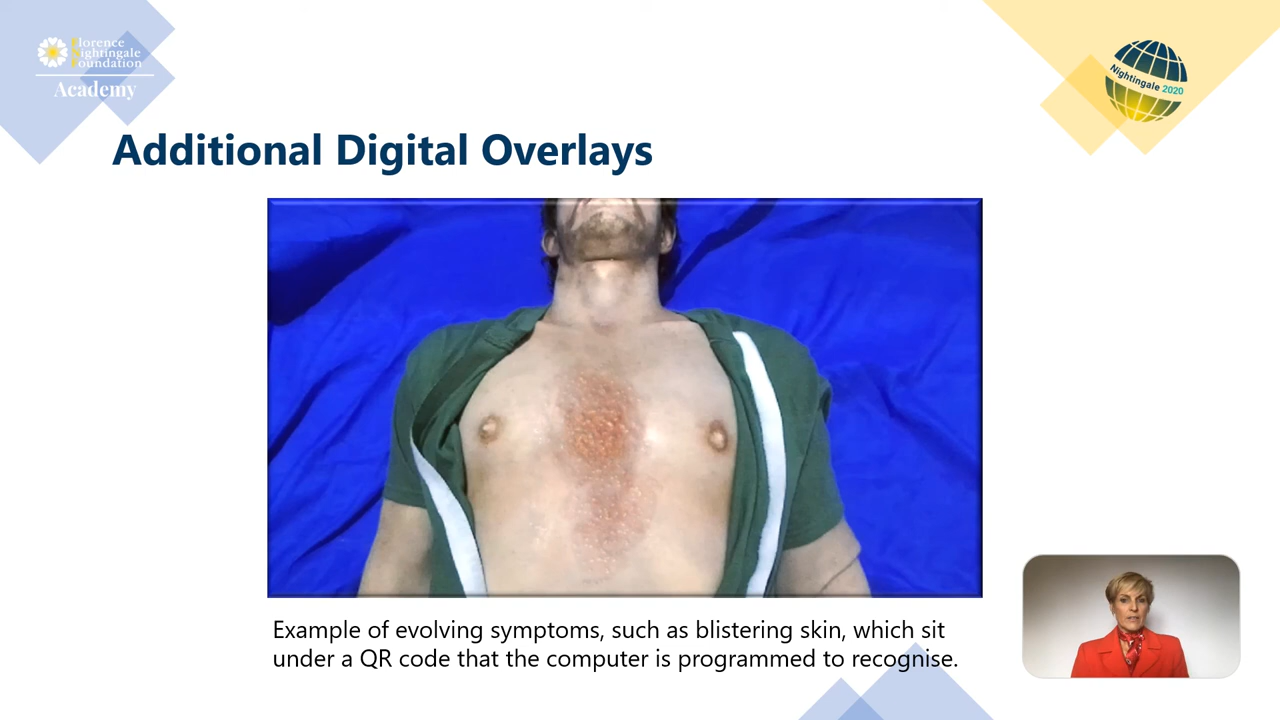 Florence
Nightingale
Foundation
Academy
Nightingale 2020
Additional Digital Overlays
Example of evolving symptoms, such as blistering skin, which sit
under a QR code that the computer is programmed to recognise.